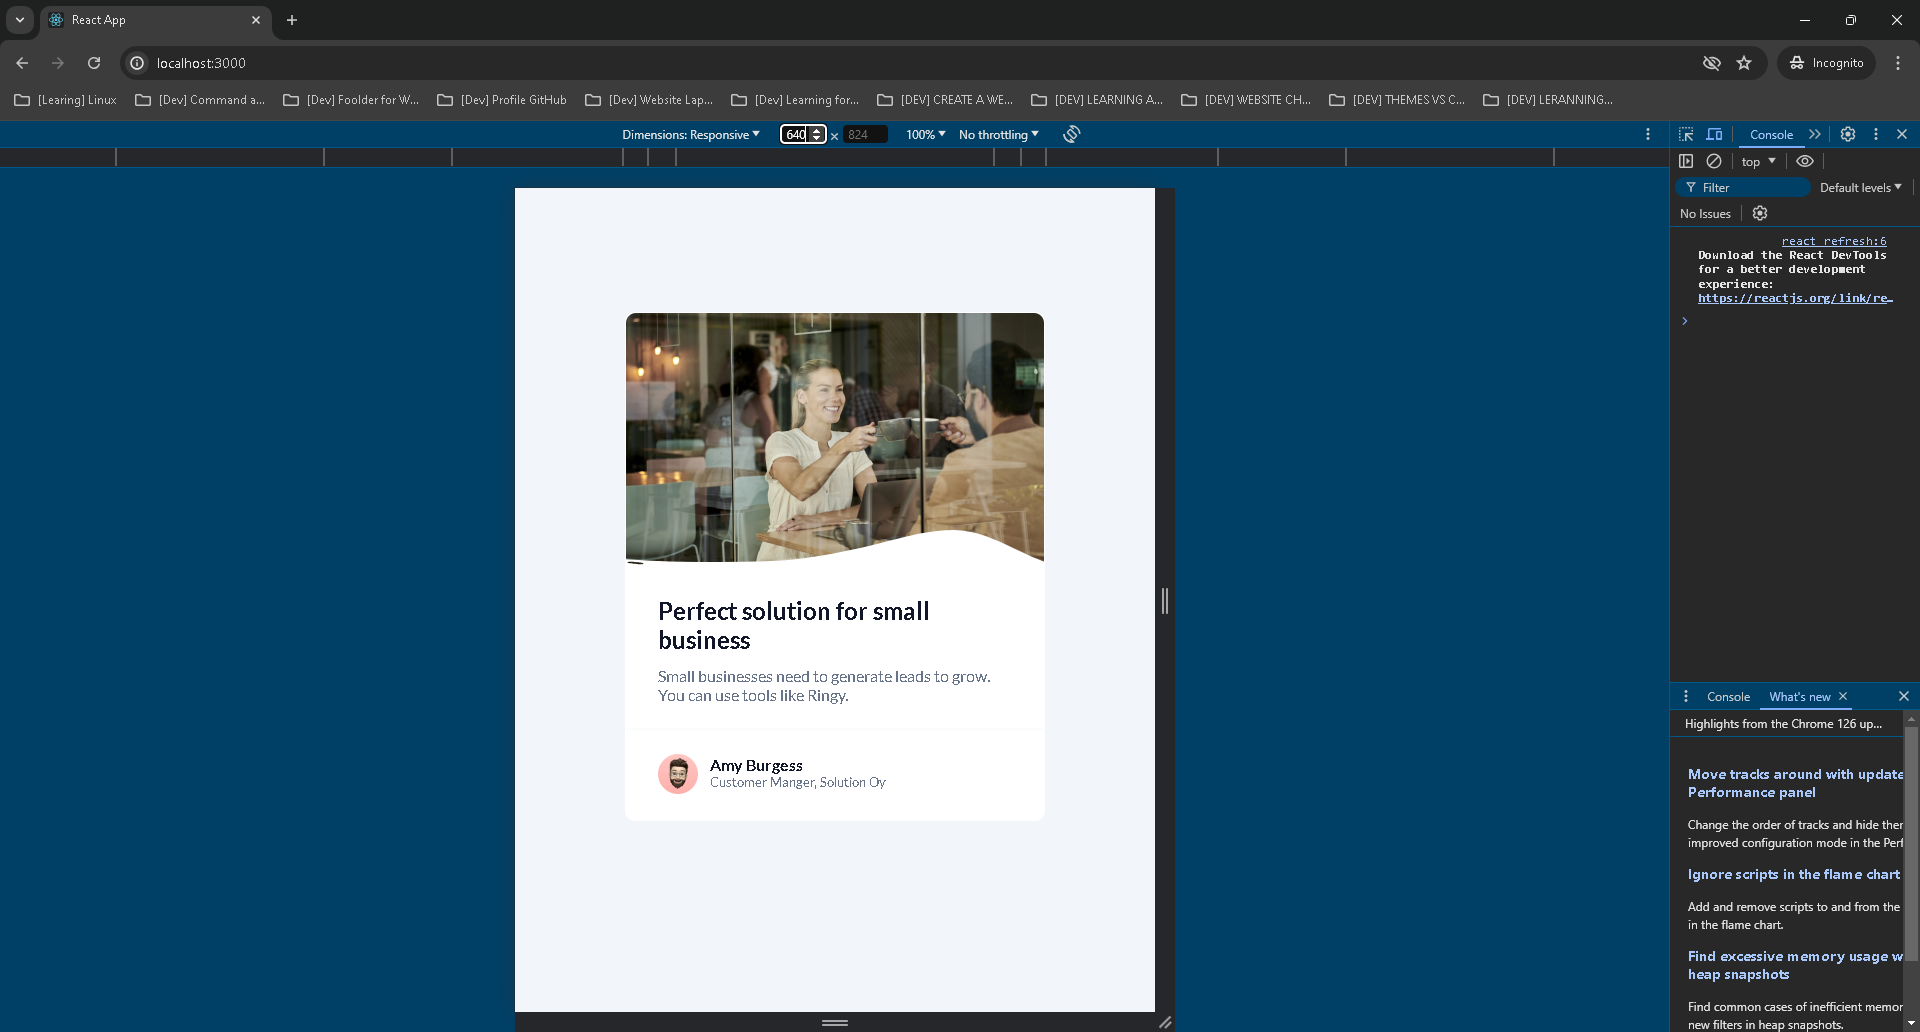 React App
localhost:3000
Incognito
[Learing] Linux
[Dev] Command a...
[Dev] Foolder for W...
[Dev] Profile GitHub
[Dev] Website Lap...
[Dev] Learning for...
[DEV] CREATE A WE...
[DEV] LEARNING A...
[DEV] WEBSITE CH...
[DEV] THEMES VS C...
[DEV] LERANNING...
Dimensions: Responsive
640 × 824
100%
No throttling
Console
top
Filter
Default levels
No Issues
react refresh:6
Download the React DevTools
for a better development
experience:
https://reactjs.org/link/re…
Perfect solution for small
business
Small businesses need to generate leads to grow.
You can use tools like Ringy.
Amy Burgess
Customer Manger, Solution Oy
Console
What's new
Highlights from the Chrome 126 up...
Move tracks around with update
Performance panel
Change the order of tracks and hide ther
improved configuration mode in the Perf
Ignore scripts in the flame chart
Add and remove scripts to and from the
in the flame chart.
Find excessive memory usage w
heap snapshots
Find common cases of inefficient memor
new filters in heap snapshots.